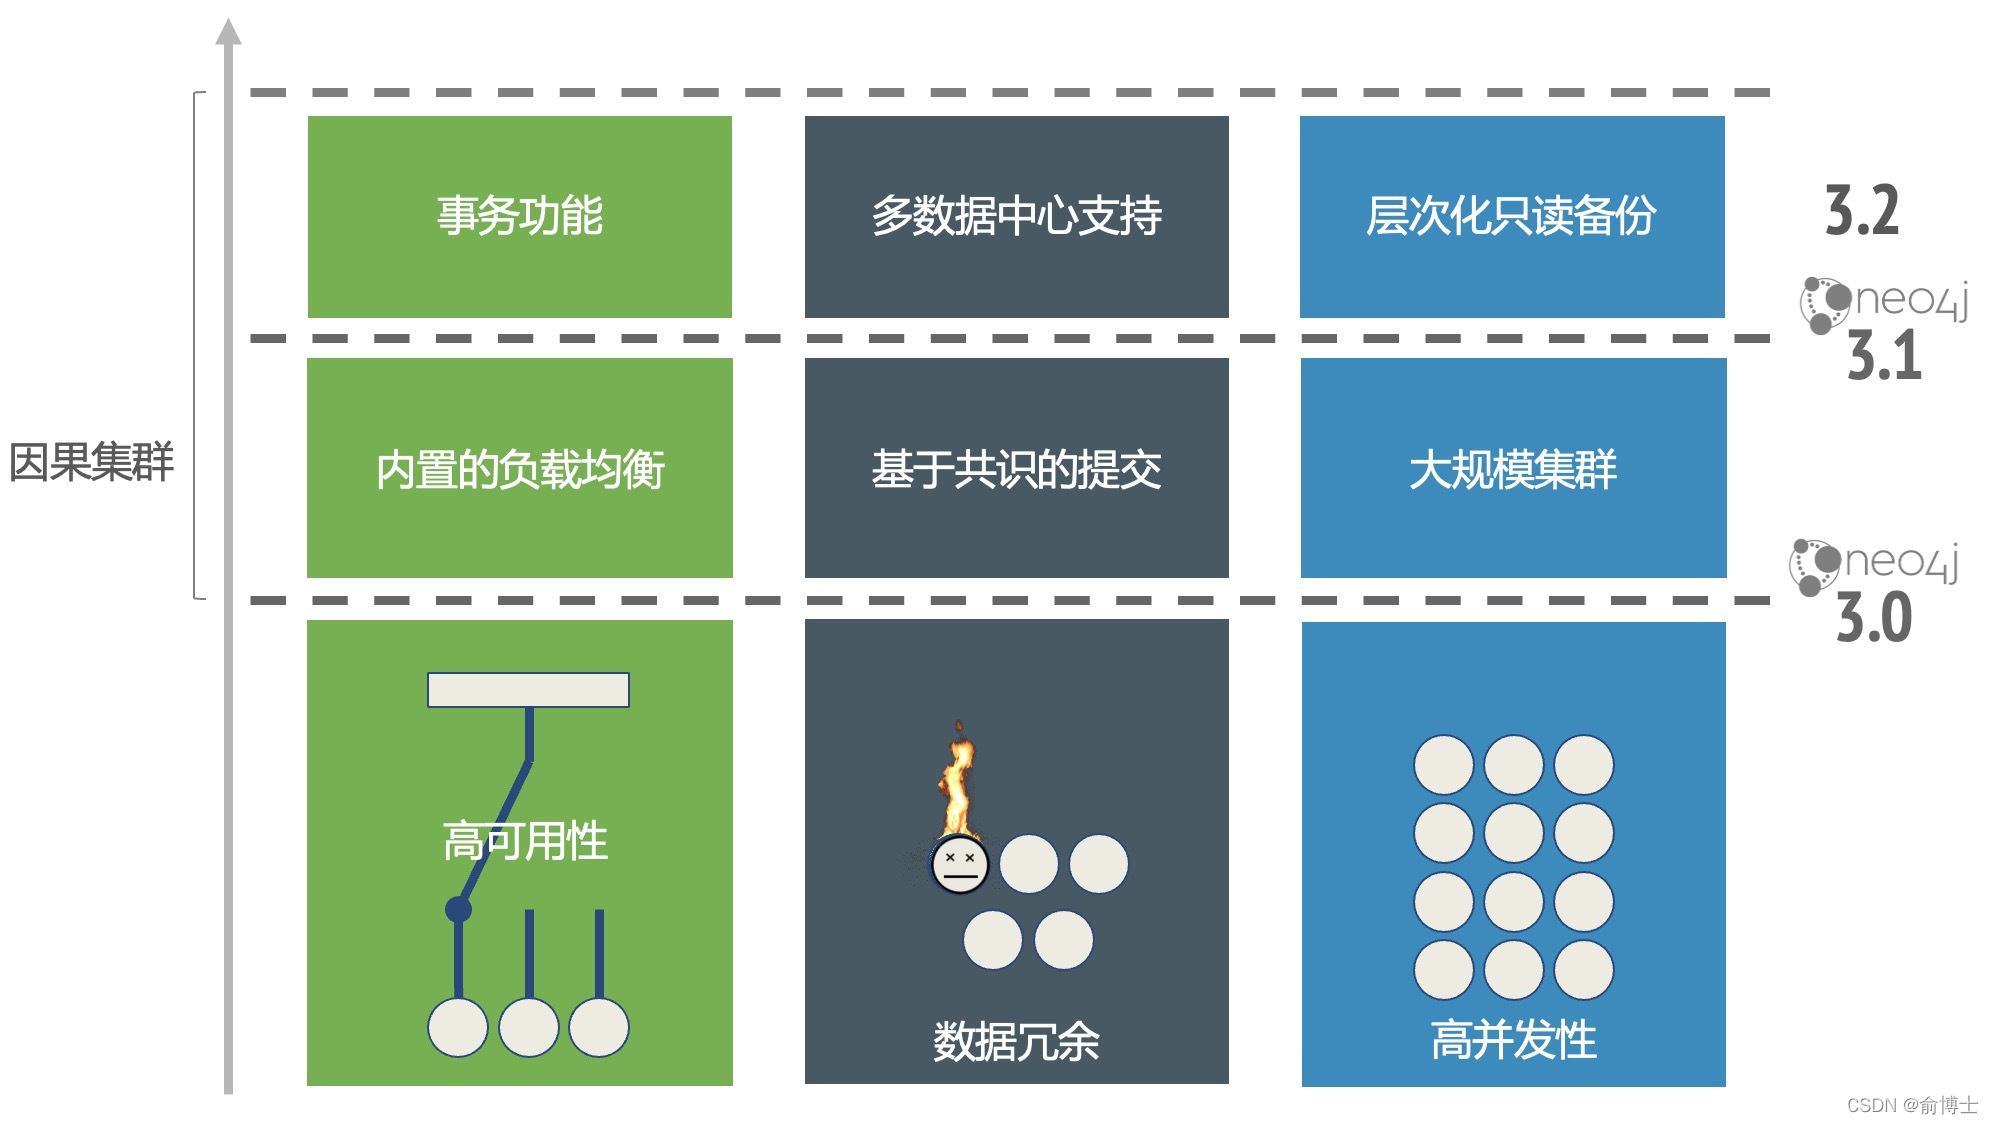 事务功能
多数据中心支持
层次化只读备份
3.2
neo4j
3.1
因果集群
内置的负载均衡
基于共识的提交
大规模集群
neo4j
3.0
高可用性
数据冗余
高并发性
CSDN @俞博士